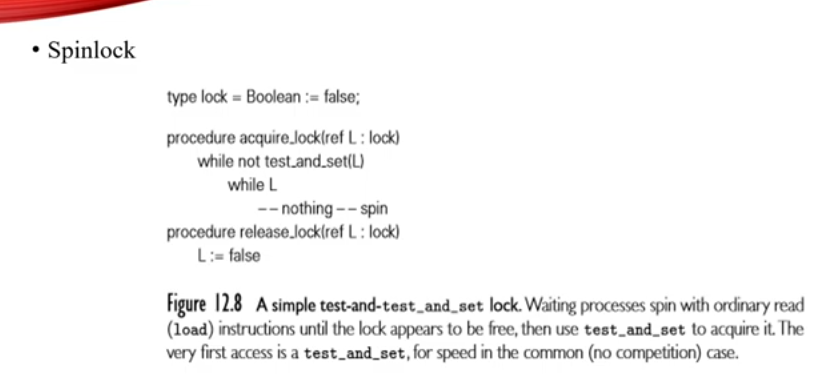 • Spinlock
type lock = Boolean := false;
procedure acquire_lock(ref L : lock)
while not test_and_set(L)
while L
-- nothing -- spin
procedure release_lock(ref L : lock)
L := false
Figure 12.8 A simple test-and-test_and_set lock. Waiting processes spin with ordinary read
(load) instructions until the lock appears to be free, then use test_and_set to acquire it. The
very first access is a test_and_set, for speed in the common (no competition) case.